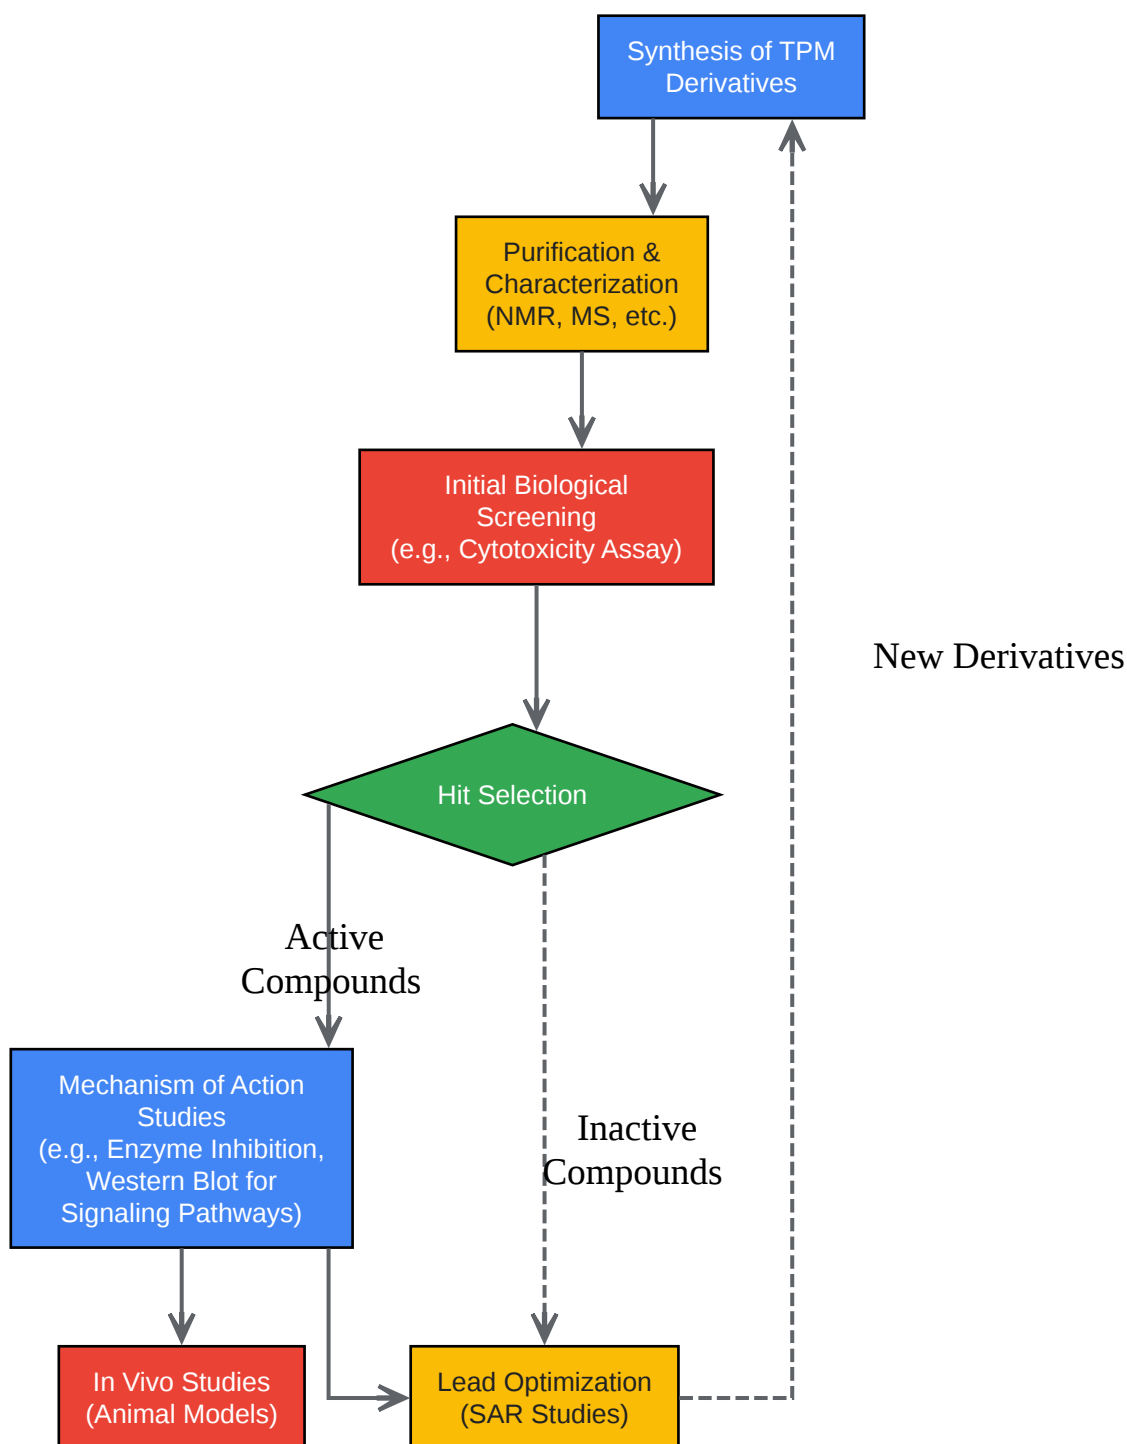 Synthesis of TPM
Derivatives
Purification &
Characterization
(NMR, MS, etc.)
Initial Biological
Screening
(e.g., Cytotoxicity Assay)
New Derivatives
Hit Selection
Active
Compounds
Mechanism of Action
Studies
(e.g., Enzyme Inhibition,
Western Blot for
Signaling Pathways)
Inactive
Compounds
In Vivo Studies
(Animal Models)
Lead Optimization
(SAR Studies)